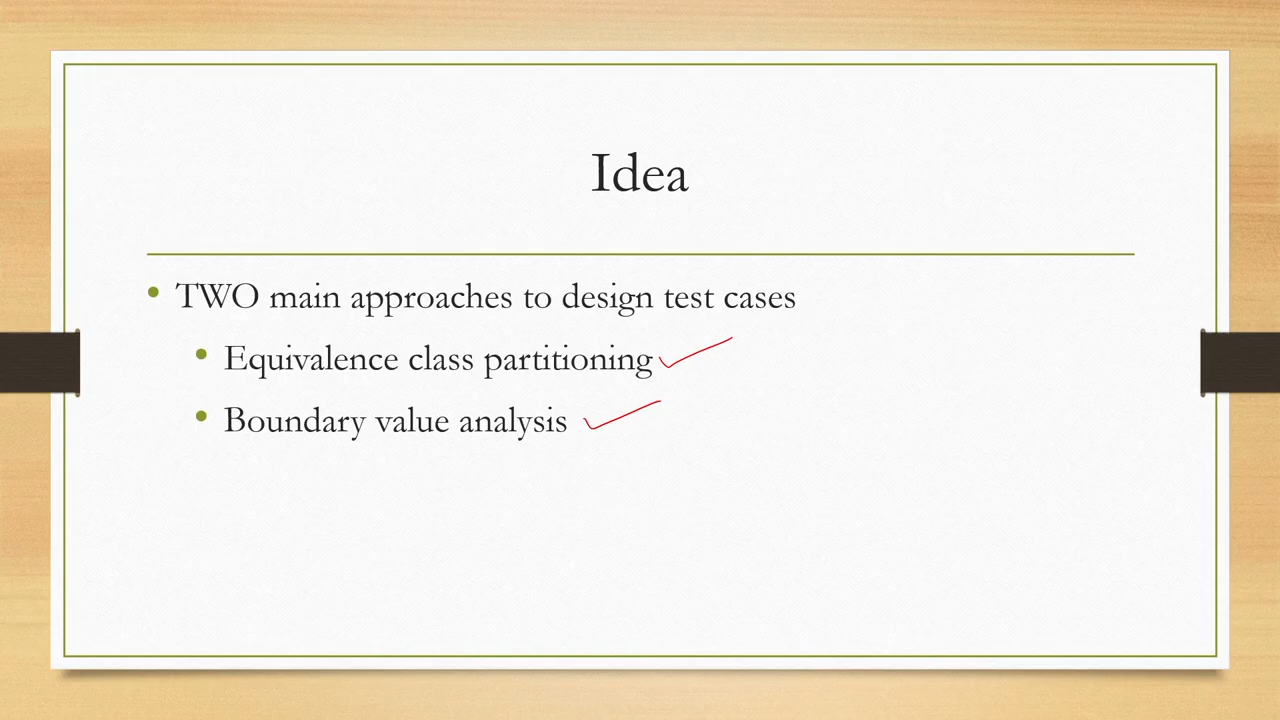 Idea
TWO main approaches to design test cases
Equivalence class partitioning
Boundary value analysis